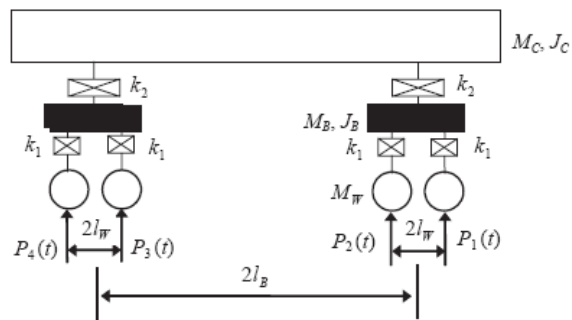 M_C, J_C
k_2
k_2
M_B, J_B
k_1
k_1
k_1
k_1
M_W
2l_W
2l_W
P_4(t)
P_3(t)
P_2(t)
P_1(t)
2l_B